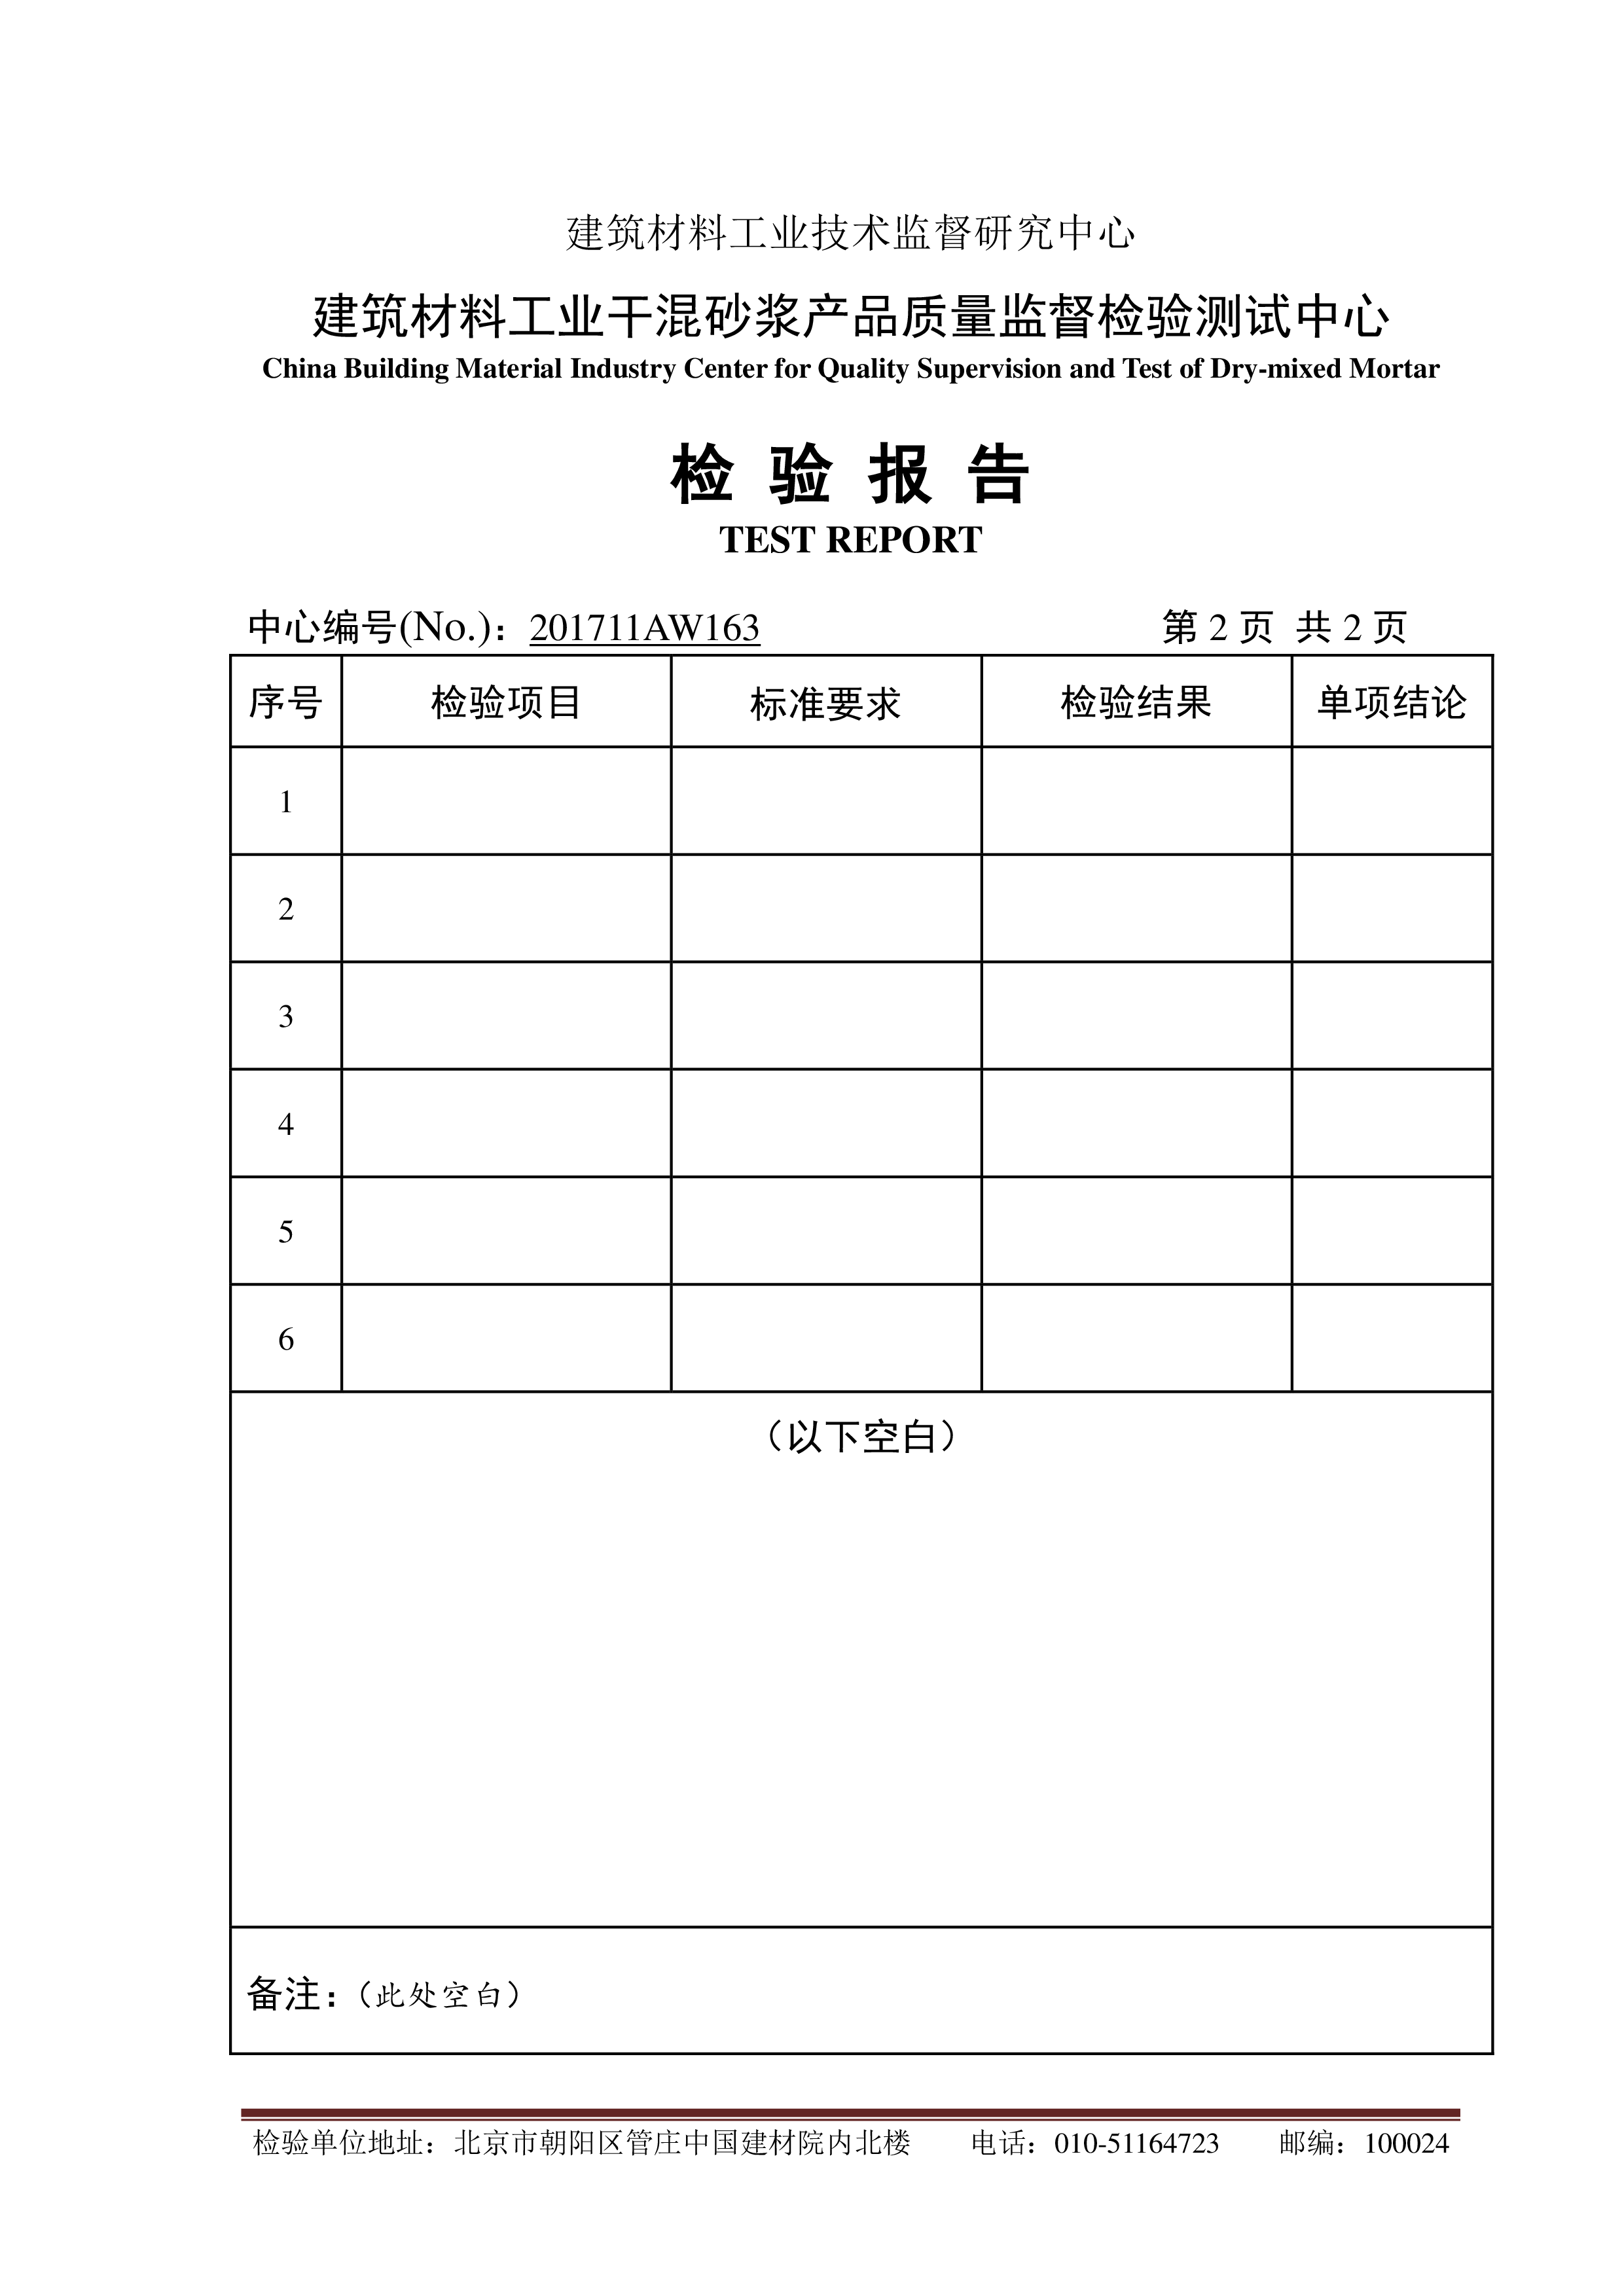 建筑材料工业技术监督研究中心
建筑材料工业干混砂浆产品质量监督检验测试中心
China Building Material Industry Center for Quality Supervision and Test of Dry-mixed Mortar
检 验 报 告
TEST REPORT
中心编号(No.)：201711AW163 第 2 页 共 2 页
序号 检验项目 标准要求 检验结果 单项结论
1
2
3
4
5
6
（以下空白）
备注：（此处空白）
检验单位地址：北京市朝阳区管庄中国建材院内北楼 电话：010-51164723 邮编：100024